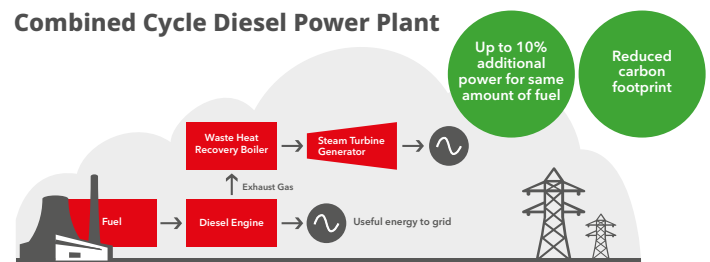 Combined Cycle Diesel Power Plant
Up to 10%
additional
power for same
amount of fuel
Reduced
carbon
footprint
Waste Heat
Recovery Boiler
Steam Turbine
Generator
Exhaust Gas
Fuel
Diesel Engine
Useful energy to grid